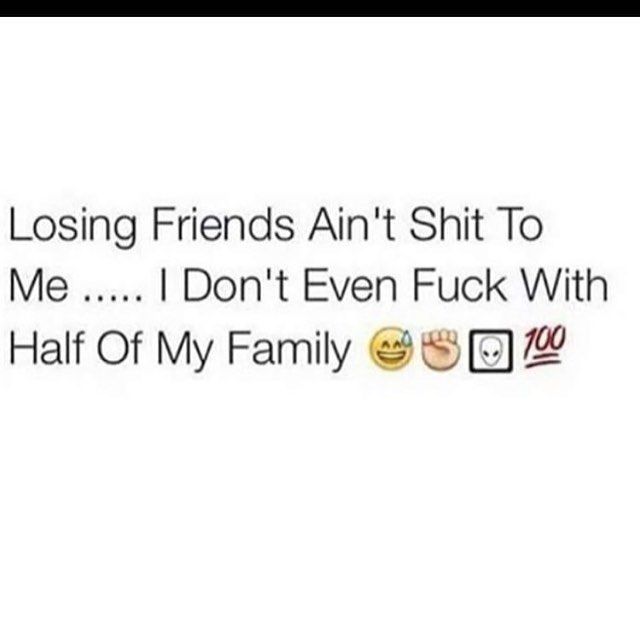 Losing Friends Ain't Shit To
Me ..... I Don't Even Fuck With
Half Of My Family 😅✊👽💯